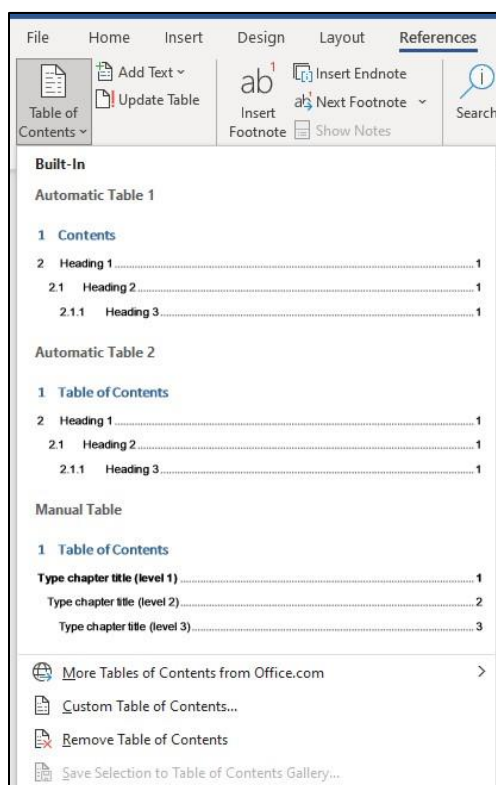 File Home Insert Design Layout References
Table of Contents
Add Text
Update Table
ab1
Insert Footnote
Insert Endnote
Next Footnote
Show Notes
Search
Built-In
Automatic Table 1
1 Contents
2 Heading 1 1
2.1 Heading 2 1
2.1.1 Heading 3 1
Automatic Table 2
1 Table of Contents
2 Heading 1 1
2.1 Heading 2 1
2.1.1 Heading 3 1
Manual Table
1 Table of Contents
Type chapter title (level 1) 1
Type chapter title (level 2) 2
Type chapter title (level 3) 3
More Tables of Contents from Office.com
Custom Table of Contents...
Remove Table of Contents
Save Selection to Table of Contents Gallery...